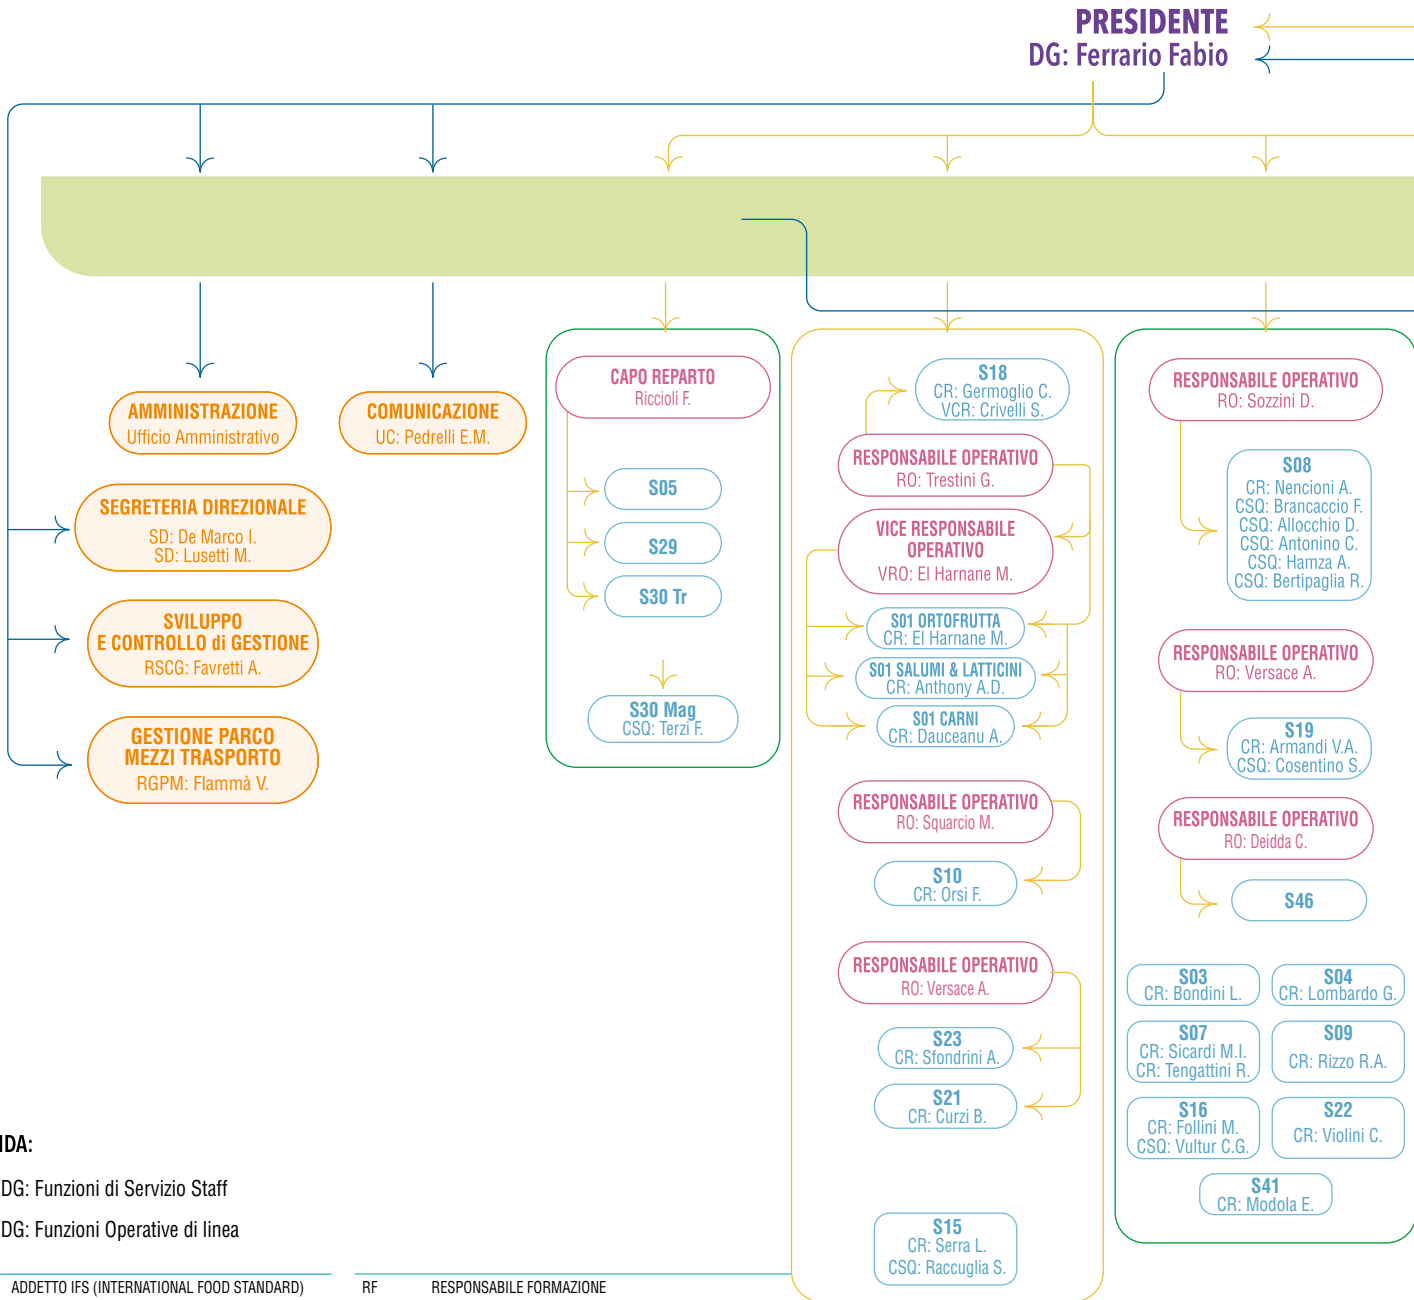 PRESIDENTE
DG: Ferrario Fabio
AMMINISTRAZIONE
Ufficio Amministrativo
COMUNICAZIONE
UC: Pedrelli E.M.
SEGRETERIA DIREZIONALE
SD: De Marco I.
SD: Lusetti M.
SVILUPPO
E CONTROLLO di GESTIONE
RSCG: Favretti A.
GESTIONE PARCO
MEZZI TRASPORTO
RGPM: Flammà V.
CAPO REPARTO
Riccioli F.
S05
S29
S30 Tr
S30 Mag
CSQ: Terzi F.
S18
CR: Germoglio C.
VCR: Crivelli S.
RESPONSABILE OPERATIVO
RO: Trestini G.
VICE RESPONSABILE
OPERATIVO
VRO: El Harnane M.
S01 ORTOFRUTTA
CR: El Harnane M.
S01 SALUMI & LATTICINI
CR: Anthony A.D.
S01 CARNI
CR: Dauceanu A.
RESPONSABILE OPERATIVO
RO: Squarcio M.
S10
CR: Orsi F.
RESPONSABILE OPERATIVO
RO: Versace A.
S23
CR: Sfondrini A.
S21
CR: Curzi B.
S15
CR: Serra L.
CSQ: Raccuglia S.
RESPONSABILE OPERATIVO
RO: Sozzini D.
S08
CR: Nencioni A.
CSQ: Brancaccio F.
CSQ: Allocchio D.
CSQ: Antonino C.
CSQ: Hamza A.
CSQ: Bertipaglia R.
RESPONSABILE OPERATIVO
RO: Versace A.
S19
CR: Armandi V.A.
CSQ: Cosentino S.
RESPONSABILE OPERATIVO
RO: Deidda C.
S46
S03
CR: Bondini L.
S04
CR: Lombardo G.
S07
CR: Sicardi M.I.
CR: Tengattini R.
S09
CR: Rizzo R.A.
S16
CR: Follini M.
CSQ: Vultur C.G.
S22
CR: Violini C.
S41
CR: Modola E.
NDA:
DG: Funzioni di Servizio Staff
DG: Funzioni Operative di linea
ADDETTO IFS (INTERNATIONAL FOOD STANDARD)
RF RESPONSABILE FORMAZIONE